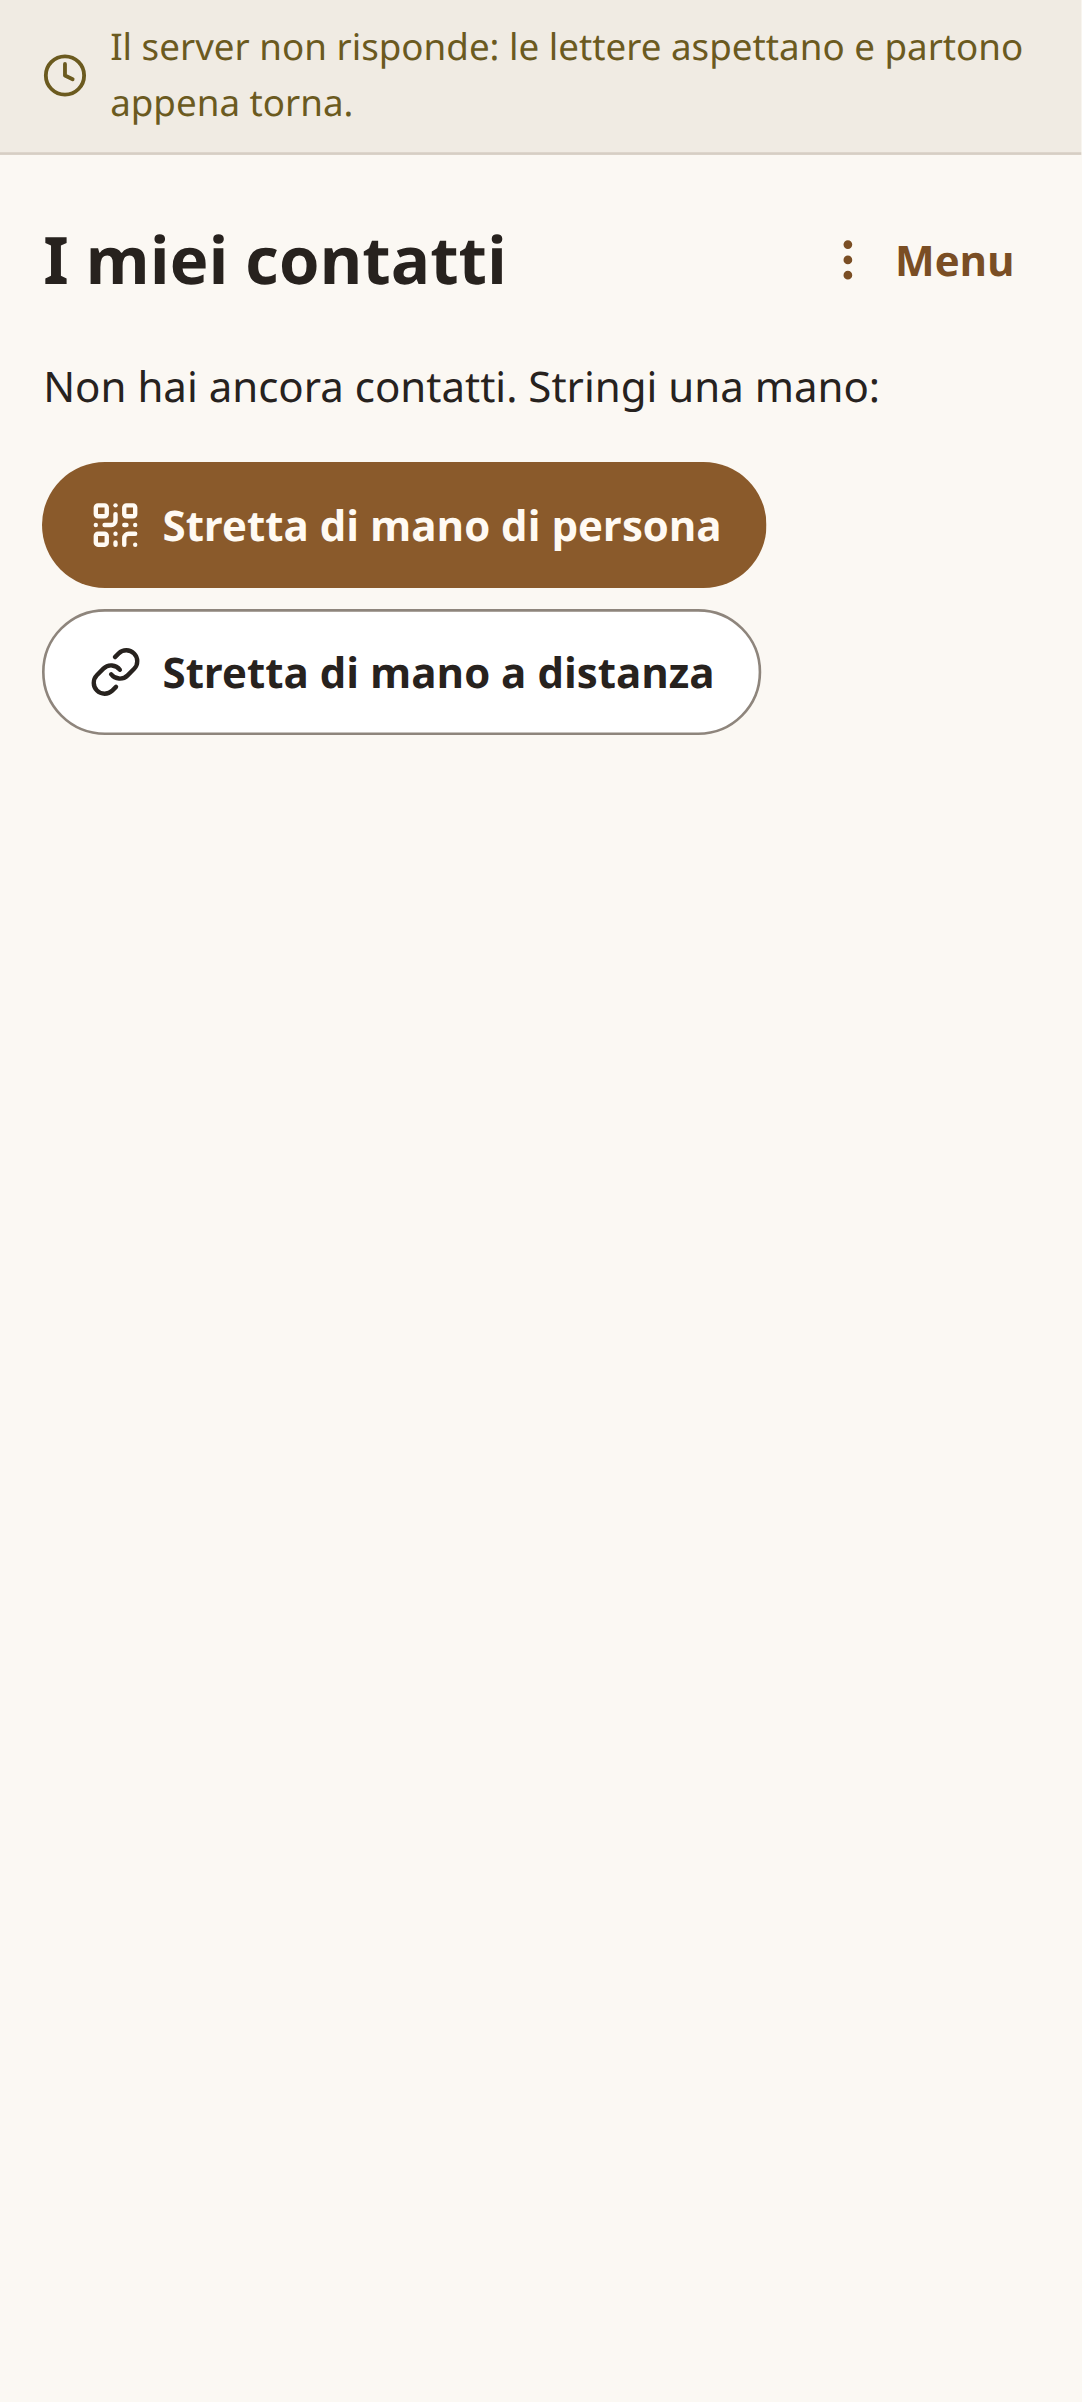 Il server non risponde: le lettere aspettano e partono
appena torna.
I miei contatti
Menu
Non hai ancora contatti. Stringi una mano:
Stretta di mano di persona
Stretta di mano a distanza